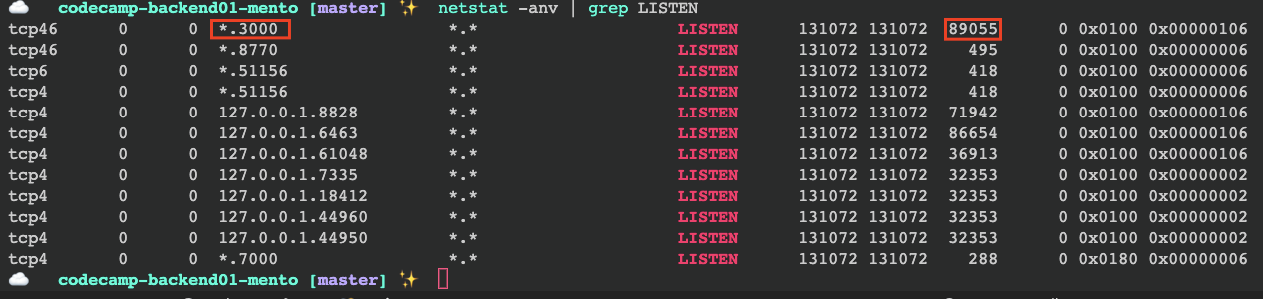 codecamp-backend01-mento [master] ✨ netstat -anv | grep LISTEN
tcp46 0 0 *.3000 *.* LISTEN 131072 131072 89055 0 0x0100 0x00000106
tcp46 0 0 *.8770 *.* LISTEN 131072 131072 495 0 0x0100 0x00000006
tcp6 0 0 *.51156 *.* LISTEN 131072 131072 418 0 0x0100 0x00000006
tcp4 0 0 *.51156 *.* LISTEN 131072 131072 418 0 0x0100 0x00000006
tcp4 0 0 127.0.0.1.8828 *.* LISTEN 131072 131072 71942 0 0x0100 0x00000106
tcp4 0 0 127.0.0.1.6463 *.* LISTEN 131072 131072 86654 0 0x0100 0x00000106
tcp4 0 0 127.0.0.1.61048 *.* LISTEN 131072 131072 36913 0 0x0100 0x00000106
tcp4 0 0 127.0.0.1.7335 *.* LISTEN 131072 131072 32353 0 0x0100 0x00000002
tcp4 0 0 127.0.0.1.18412 *.* LISTEN 131072 131072 32353 0 0x0100 0x00000002
tcp4 0 0 127.0.0.1.44960 *.* LISTEN 131072 131072 32353 0 0x0100 0x00000002
tcp4 0 0 127.0.0.1.44950 *.* LISTEN 131072 131072 32353 0 0x0100 0x00000002
tcp4 0 0 *.7000 *.* LISTEN 131072 131072 288 0 0x0180 0x00000006
codecamp-backend01-mento [master] ✨